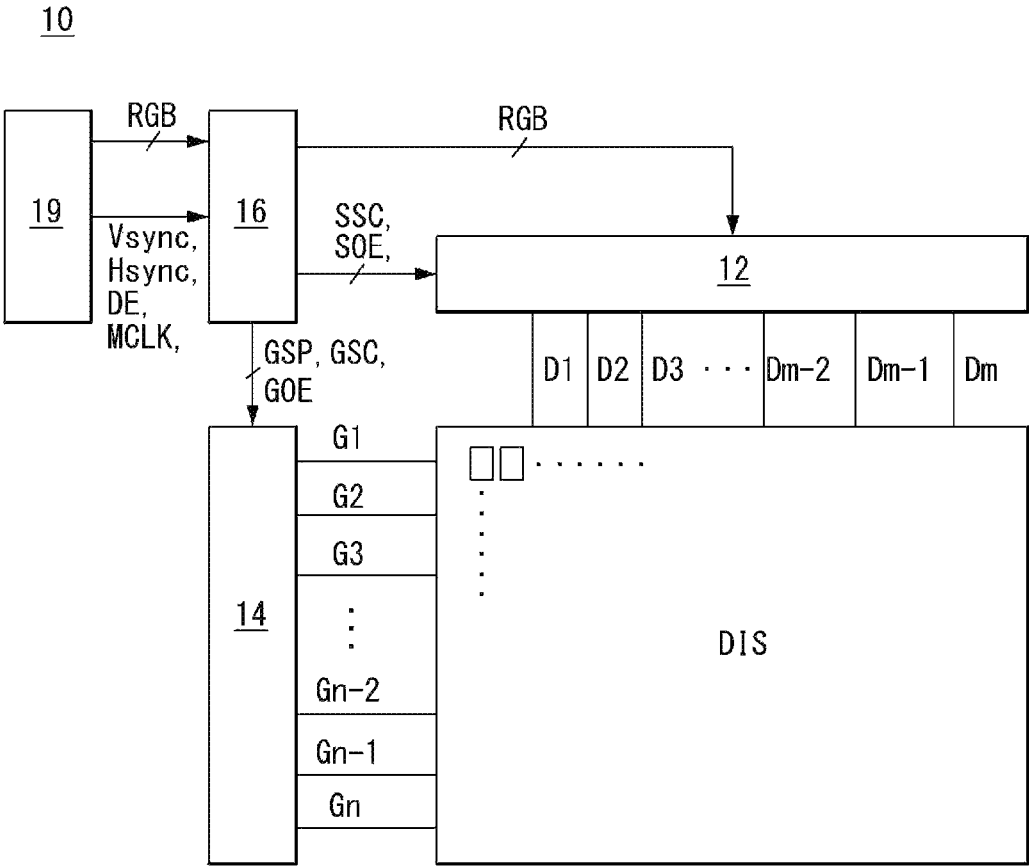 10
RGB
RGB
19
16
SSC,
SOE,
Vsync,
Hsync,
DE,
MCLK,
12
GSP, GSC,
GOE
D1 D2 D3 ··· Dm-2 Dm-1 Dm
G1
G2
G3
14
DIS
Gn-2
Gn-1
Gn